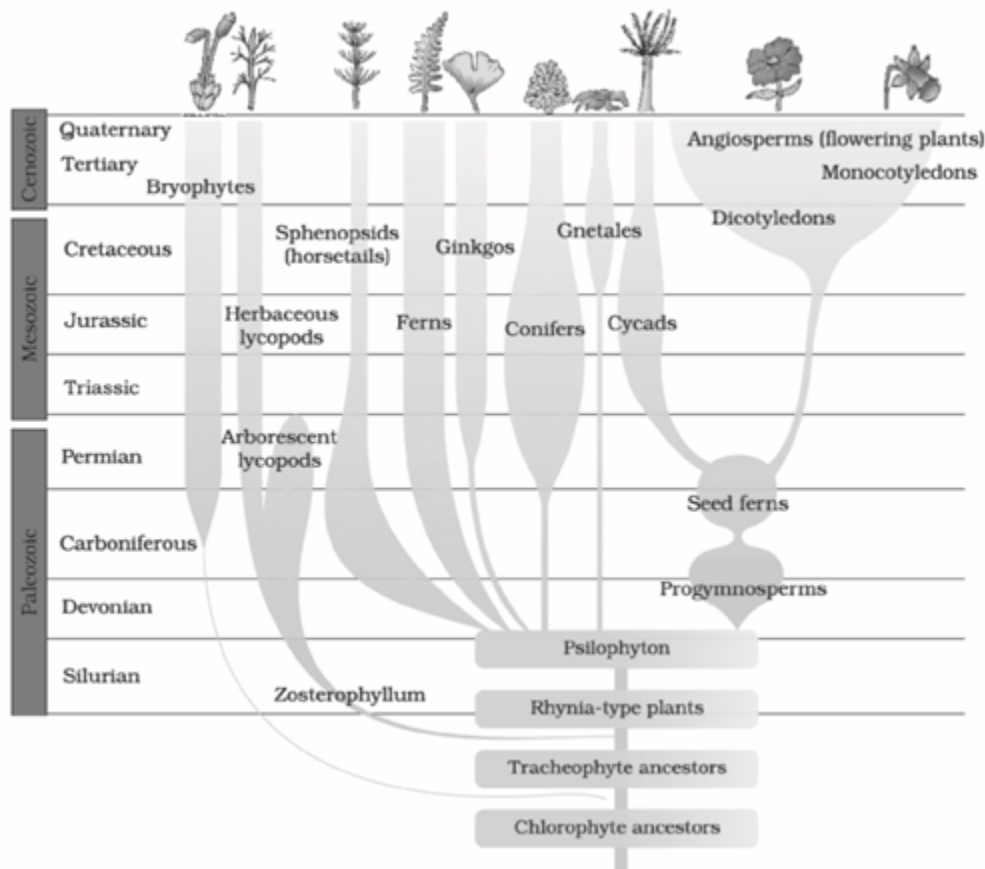 Cenozoic
Quaternary
Tertiary
Bryophytes
Angiosperms (flowering plants)
Monocotyledons
Dicotyledons
Mesozoic
Cretaceous
Sphenopsids
(horsetails)
Ginkgos
Gnetales
Jurassic
Herbaceous
lycopods
Ferns
Conifers
Cycads
Triassic
Paleozoic
Permian
Arborescent
lycopods
Seed ferns
Carboniferous
Progymnosperms
Devonian
Psilophyton
Silurian
Zosterophyllum
Rhynia-type plants
Tracheophyte ancestors
Chlorophyte ancestors